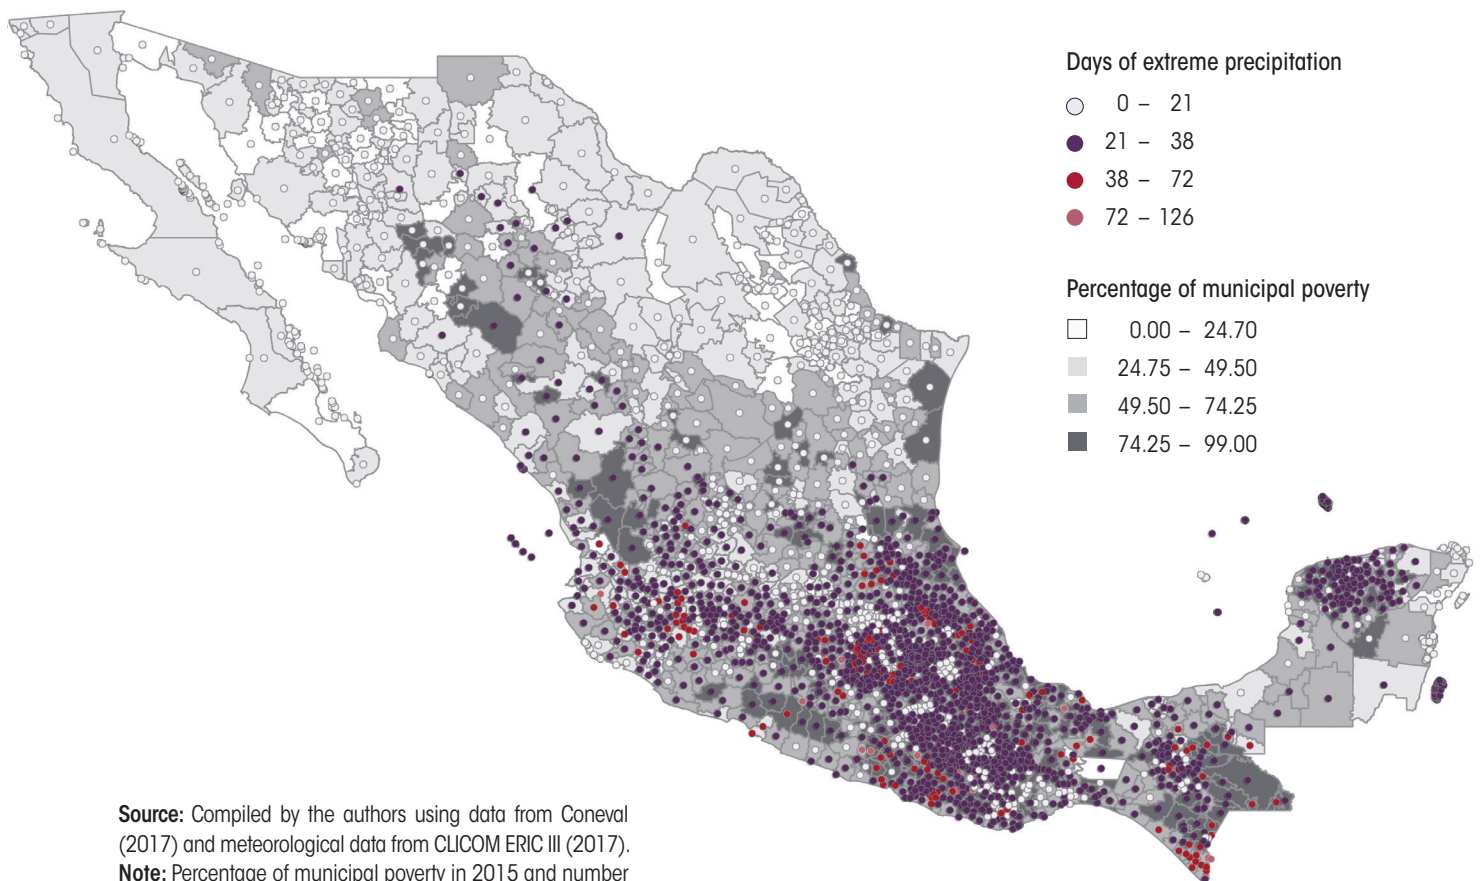 Days of extreme precipitation
0 – 21
21 – 38
38 – 72
72 – 126
Percentage of municipal poverty
0.00 – 24.70
24.75 – 49.50
49.50 – 74.25
74.25 – 99.00
Source: Compiled by the authors using data from Coneval
(2017) and meteorological data from CLICOM ERIC III (2017).
Note: Percentage of municipal poverty in 2015 and number